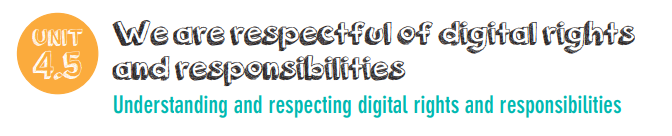 UNIT
4.5
We are respectful of digital rights
and responsibilities
Understanding and respecting digital rights and responsibilities